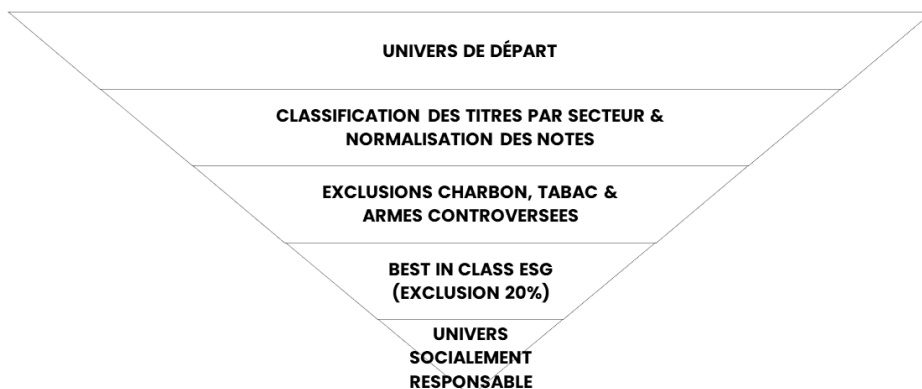 UNIVERS DE DÉPART
CLASSIFICATION DES TITRES PAR SECTEUR &
NORMALISATION DES NOTES
EXCLUSIONS CHARBON, TABAC &
ARMES CONTROVERSEES
BEST IN CLASS ESG
(EXCLUSION 20%)
UNIVERS
SOCIALEMENT
RESPONSABLE